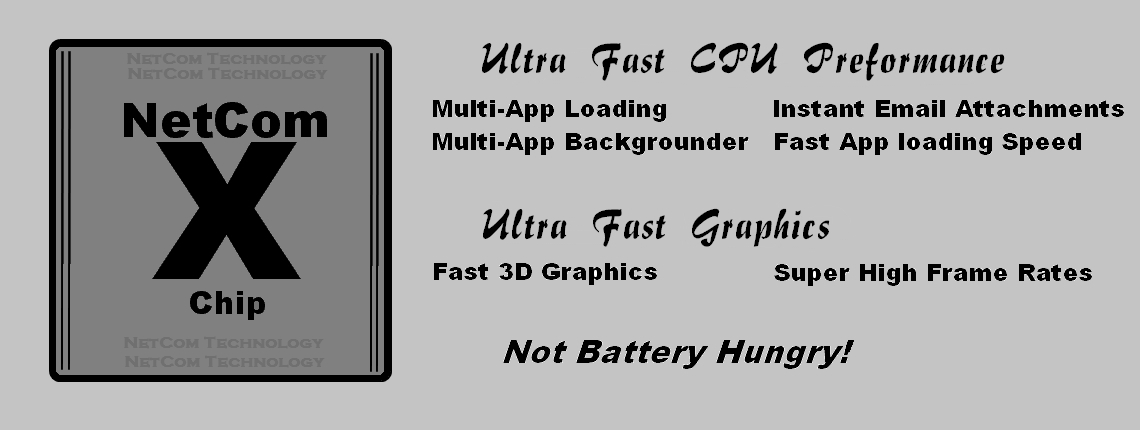 NetCom Technology
NetCom Technology
NetCom
X
Chip
NetCom Technology
NetCom Technology
Ultra Fast CPU Preformance
Multi-App Loading Instant Email Attachments
Multi-App Backgrounder Fast App loading Speed
Ultra Fast Graphics
Fast 3D Graphics Super High Frame Rates
Not Battery Hungry!